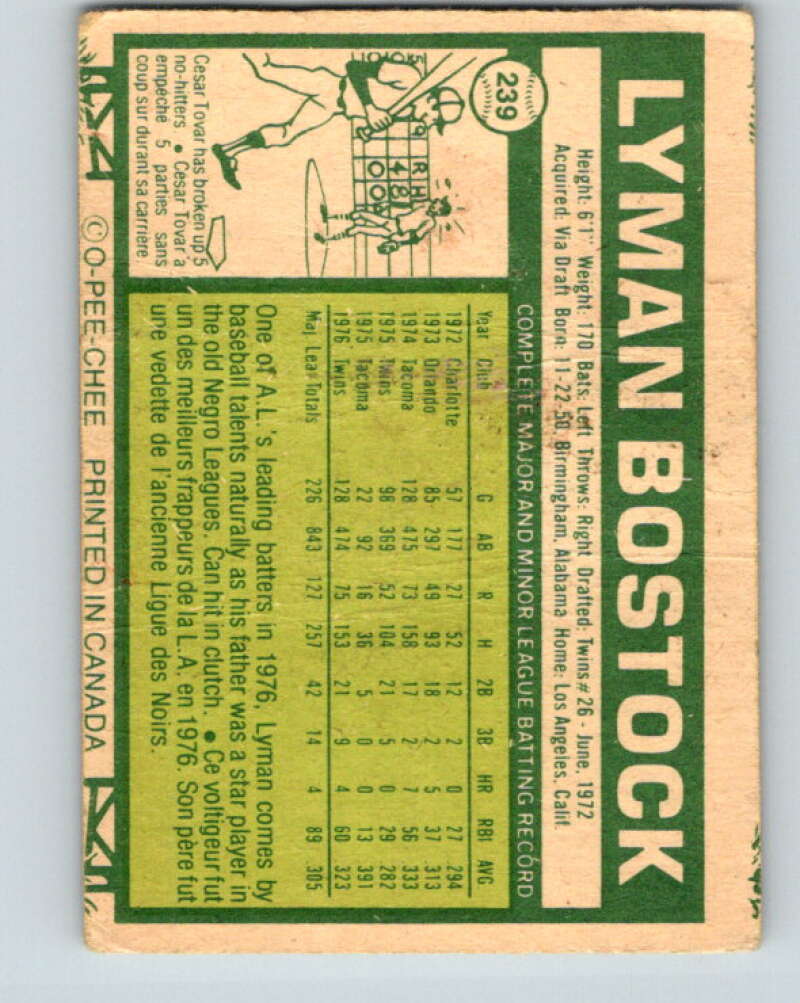 239
LYMAN BOSTOCK
Height: 6'1" Weight: 170 Bats: Left Throws: Right Drafted: Twins #26 - June, 1972
Acquired: Via Draft Born: 11-22-50, Birmingham, Alabama Home: Los Angeles, Calif.
COMPLETE MAJOR AND MINOR LEAGUE BATTING RECORD
Year Club G AB R H 2B 3B HR RBI AVG
1972 Charlotte 57 177 27 52 12 2 0 27 .294
1973 Orlando 85 297 49 93 18 2 5 37 .313
1974 Tacoma 128 475 73 158 17 2 7 56 .333
1975 Twins 98 369 52 104 21 5 0 29 .282
1975 Tacoma 22 92 16 36 5 0 0 13 .391
1976 Twins 128 474 75 153 21 9 4 60 .323
Maj. Lea. Totals 226 843 127 257 42 14 4 89 .305
One of A.L.'s leading batters in 1976, Lyman comes by
baseball talents naturally as his father was a star player in
the old Negro Leagues. Can hit in clutch. • Ce voltigeur fut
un des meilleurs frappeurs de la L.A. en 1976. Son père fut
une vedette de l'ancienne Ligue des Noirs.
R H
4 8
0 0
Cesar Tovar has broken up 5
no-hitters. • Cesar Tovar a
empeché 5 parties sans
coup sur durant sa carrière.
© O-PEE-CHEE PRINTED IN CANADA